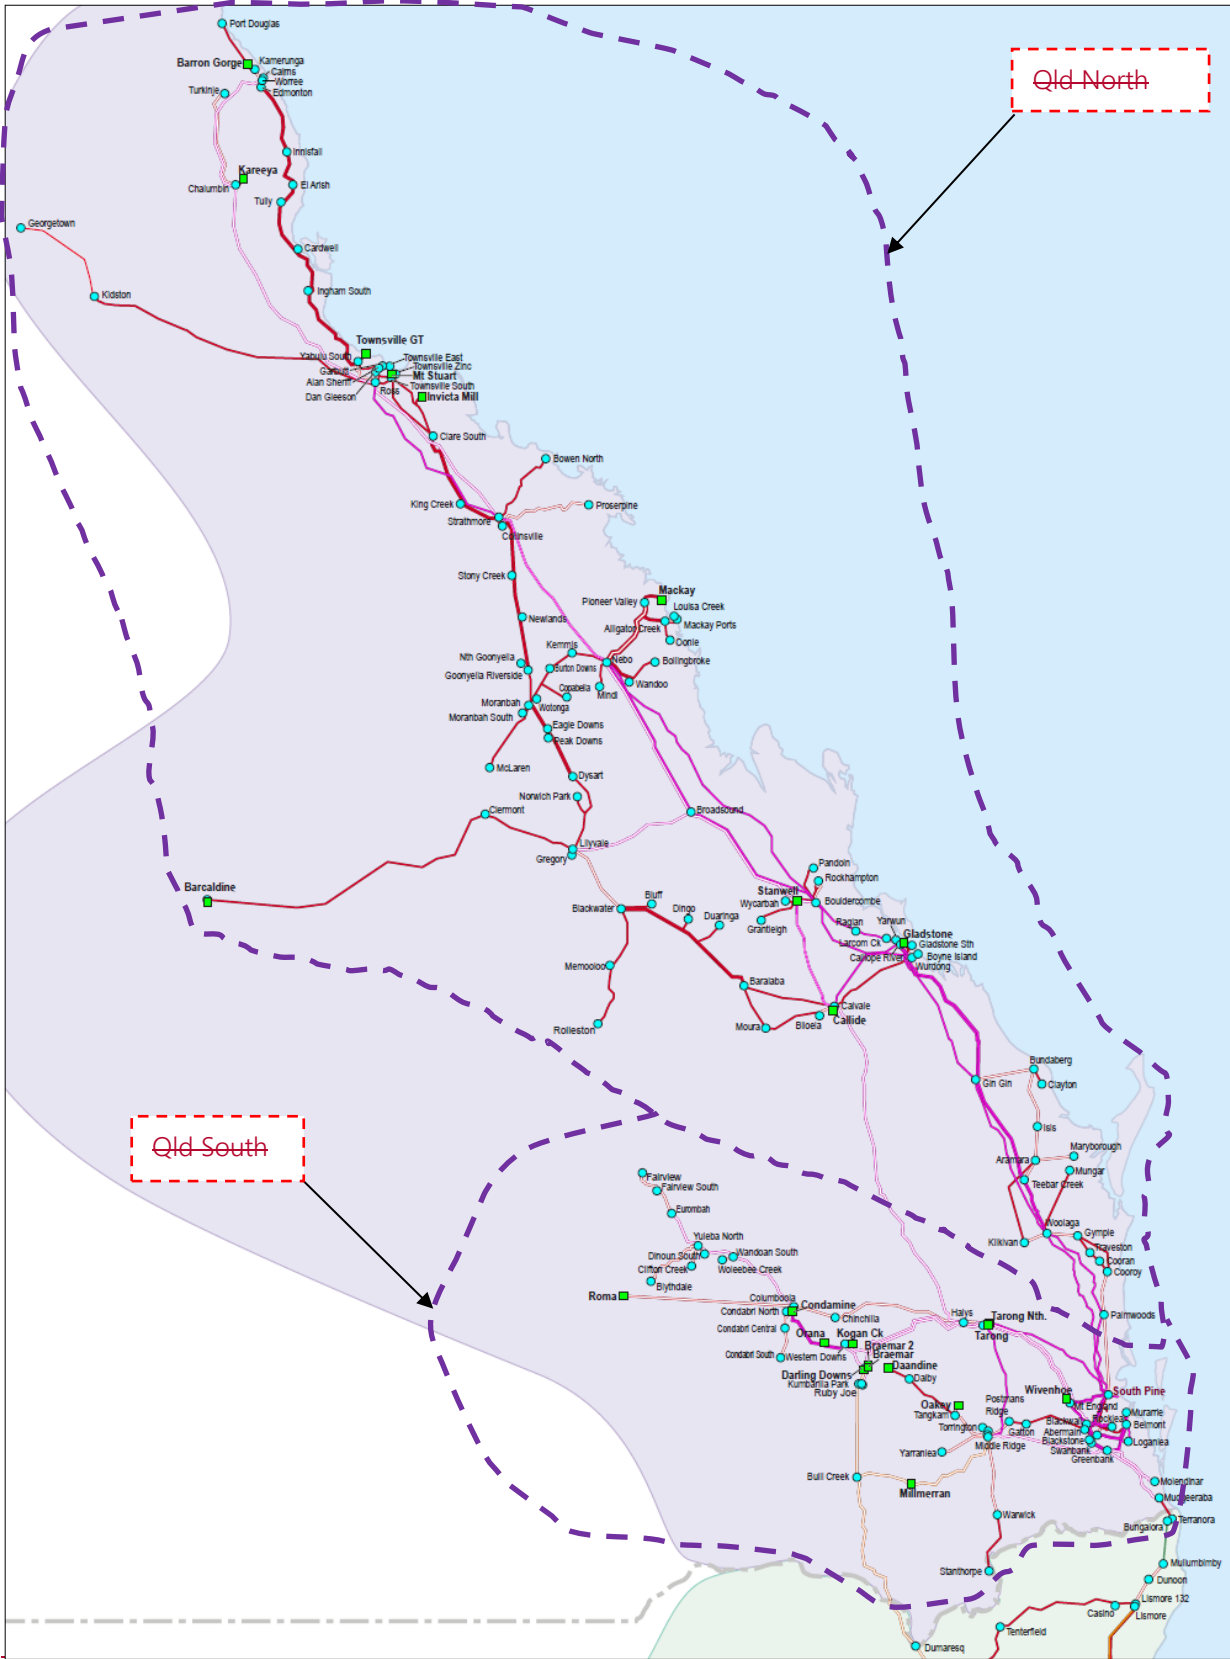 Port Douglas
Qld North
Barron Gorge
Kamerunga
Cairns
Woree
Turkinje
Edmonton
Innisfail
Kareeya
Chalumbin
El Arish
Tully
Georgetown
Cardwell
Kidston
Ingham South
Townsville GT
Yabulu South
Townsville East
Garbutt
Townsville Zinc
Mt Stuart
Alan Sherriff
Townsville South
Dan Gleeson
Ross
Invicta Mill
Clare South
Bowen North
King Creek
Proserpine
Strathmore
Collinsville
Stony Creek
Mackay
Pioneer Valley
Louisa Creek
Newlands
Alligator Creek
Mackay Ports
Oonie
Kemmis
Nth Goonyella
Nebo
Bollingbroke
Burton Downs
Goonyella Riverside
Copabella
Mindi
Wandoo
Moranbah
Wotonga
Moranbah South
Eagle Downs
Peak Downs
McLaren
Dysart
Norwich Park
Clermont
Broadsound
Lilyvale
Gregory
Pandoin
Rockhampton
Barcaldine
Stanwell
Bluff
Wycarbah
Bouldercombe
Blackwater
Dingo
Duaringa
Grantleigh
Raglan
Yarwun
Gladstone
Larcom Ck
Gladstone Sth
Calliope River
Boyne Island
Wurdong
Memooloo
Baralaba
Calvale
Callide
Rolleston
Moura
Biloela
Bundaberg
Gin Gin
Clayton
Isis
Qld South
Maryborough
Aramara
Mungar
Fairview
Teebar Creek
Fairview South
Eurombah
Woolaga
Gympie
Yuleba North
Kilkivan
Traveston
Dinoun South
Wandoan South
Cooran
Clifton Creek
Woleebee Creek
Cooroy
Blythdale
Roma
Columboola
Condamine
Condabri North
Chinchilla
Halys
Tarong Nth.
Palmwoods
Condabri Central
Orana
Kogan Ck
Tarong
Braemar 2
Condabri South
Western Downs
Braemar
Daandine
Darling Downs
Kumbarilla Park
Dalby
Ruby Joe
Wivenhoe
South Pine
Oakey
Postmans
Ridge
Mt England
Tangkam
Murarrie
Blackwall
Rocklea
Belmont
Torrington
Gatton
Abermain
Middle Ridge
Blackstone
Loganlea
Yarranlea
Swanbank
Greenbank
Bull Creek
Molendinar
Millmerran
Mudgeeraba
Warwick
Terranora
Bungalora
Stanthorpe
Mullumbimby
Dunoon
Lismore 132
Casino
Lismore
Tenterfield
Dumaresq